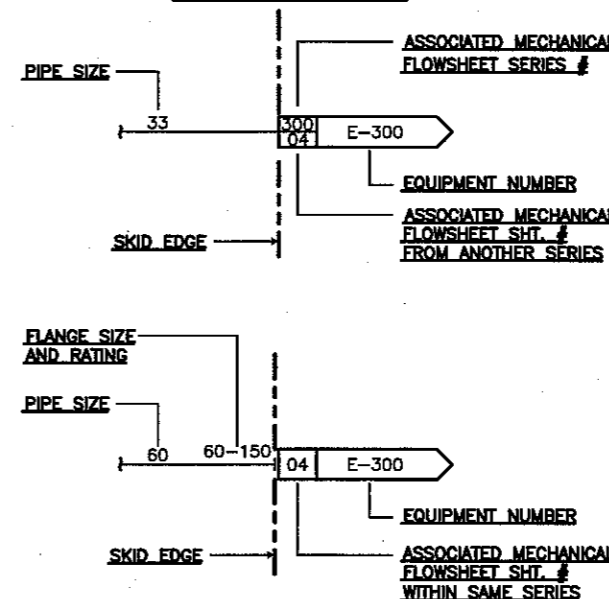 ASSOCIATED MECHANICAL
FLOWSHEET SERIES #
PIPE SIZE
33
300
04
E-300
EQUIPMENT NUMBER
ASSOCIATED MECHANICAL
FLOWSHEET SHT. #
FROM ANOTHER SERIES
SKID EDGE
FLANGE SIZE
AND RATING
PIPE SIZE
60
60-150
04
E-300
EQUIPMENT NUMBER
SKID EDGE
ASSOCIATED MECHANICAL
FLOWSHEET SHT. #
WITHIN SAME SERIES